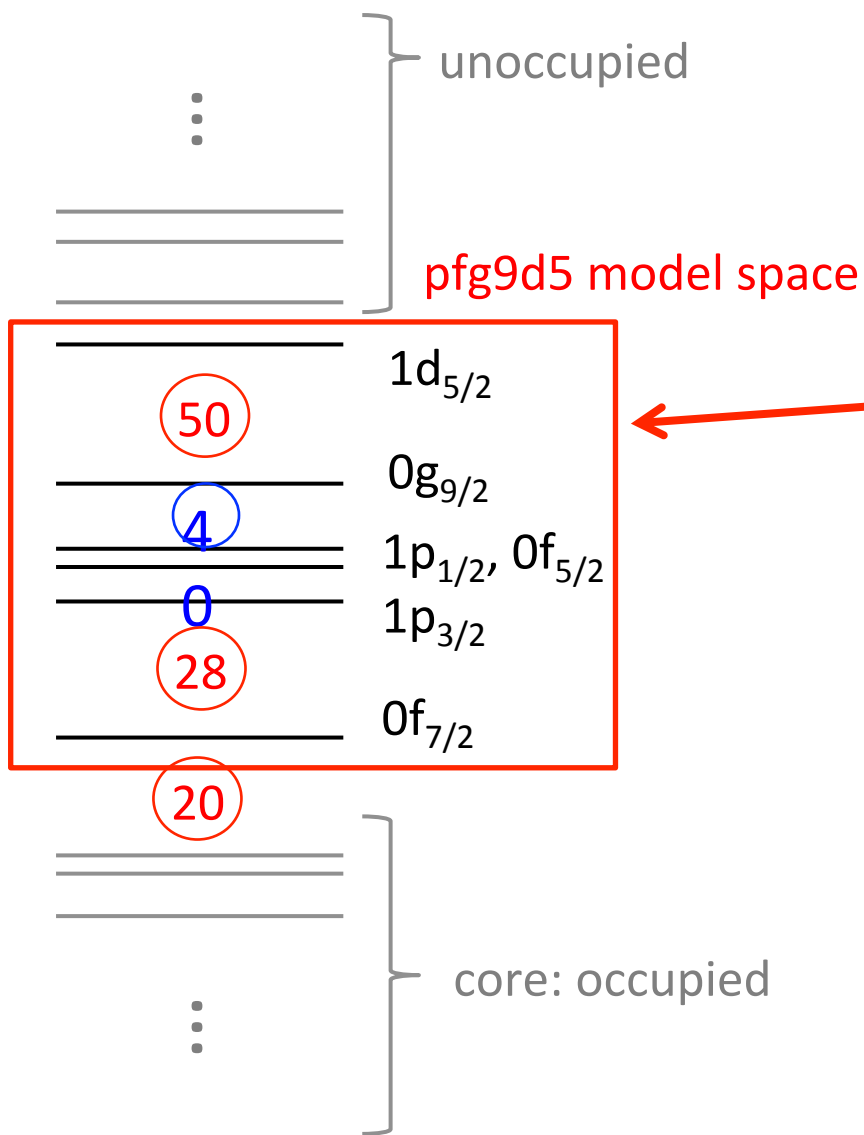 unoccupied
pfg9d5 model space
1d5/2
50
0g9/2
4
1p1/2, 0f5/2
0
1p3/2
28
0f7/2
20
core: occupied